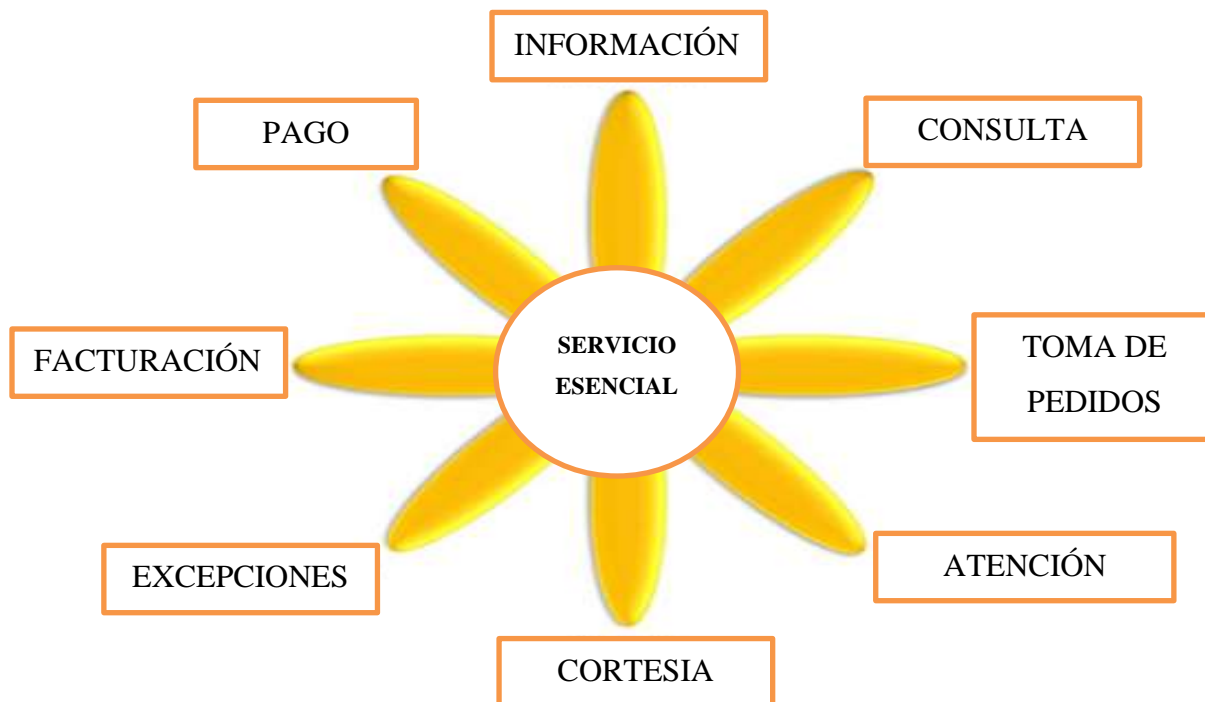 INFORMACIÓN
PAGO
CONSULTA
FACTURACIÓN
SERVICIO
ESENCIAL
TOMA DE
PEDIDOS
EXCEPCIONES
ATENCIÓN
CORTESIA